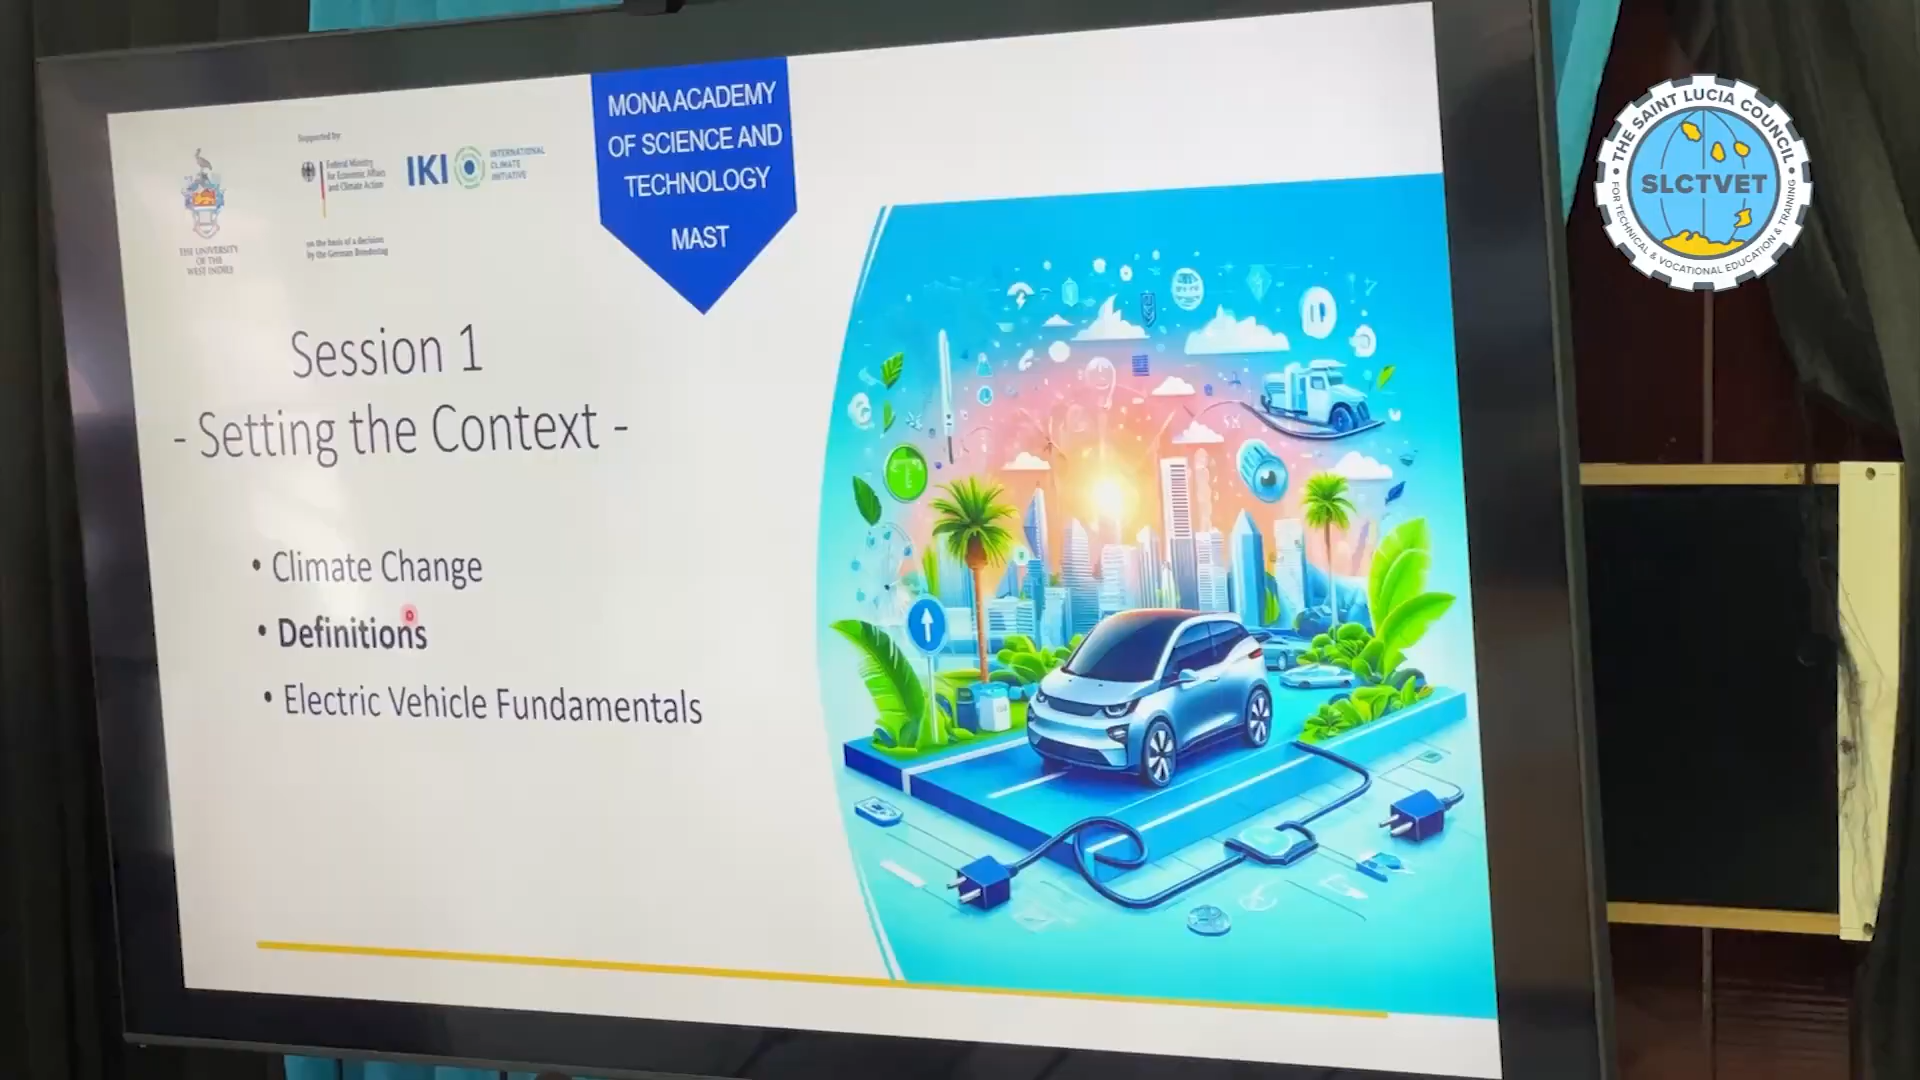 THE UNIVERSITY
OF THE
WEST INDIES
Supported by:
Federal Ministry
for Economic Affairs
and Climate Action
on the basis of a decision
by the German Bundestag
IKI
INTERNATIONAL
CLIMATE
INITIATIVE
MONA ACADEMY
OF SCIENCE AND
TECHNOLOGY
MAST
Session 1
- Setting the Context -
• Climate Change
• Definitions
• Electric Vehicle Fundamentals
THE SAINT LUCIA COUNCIL
SLCTVET
• FOR TECHNICAL & VOCATIONAL EDUCATION & TRAINING •